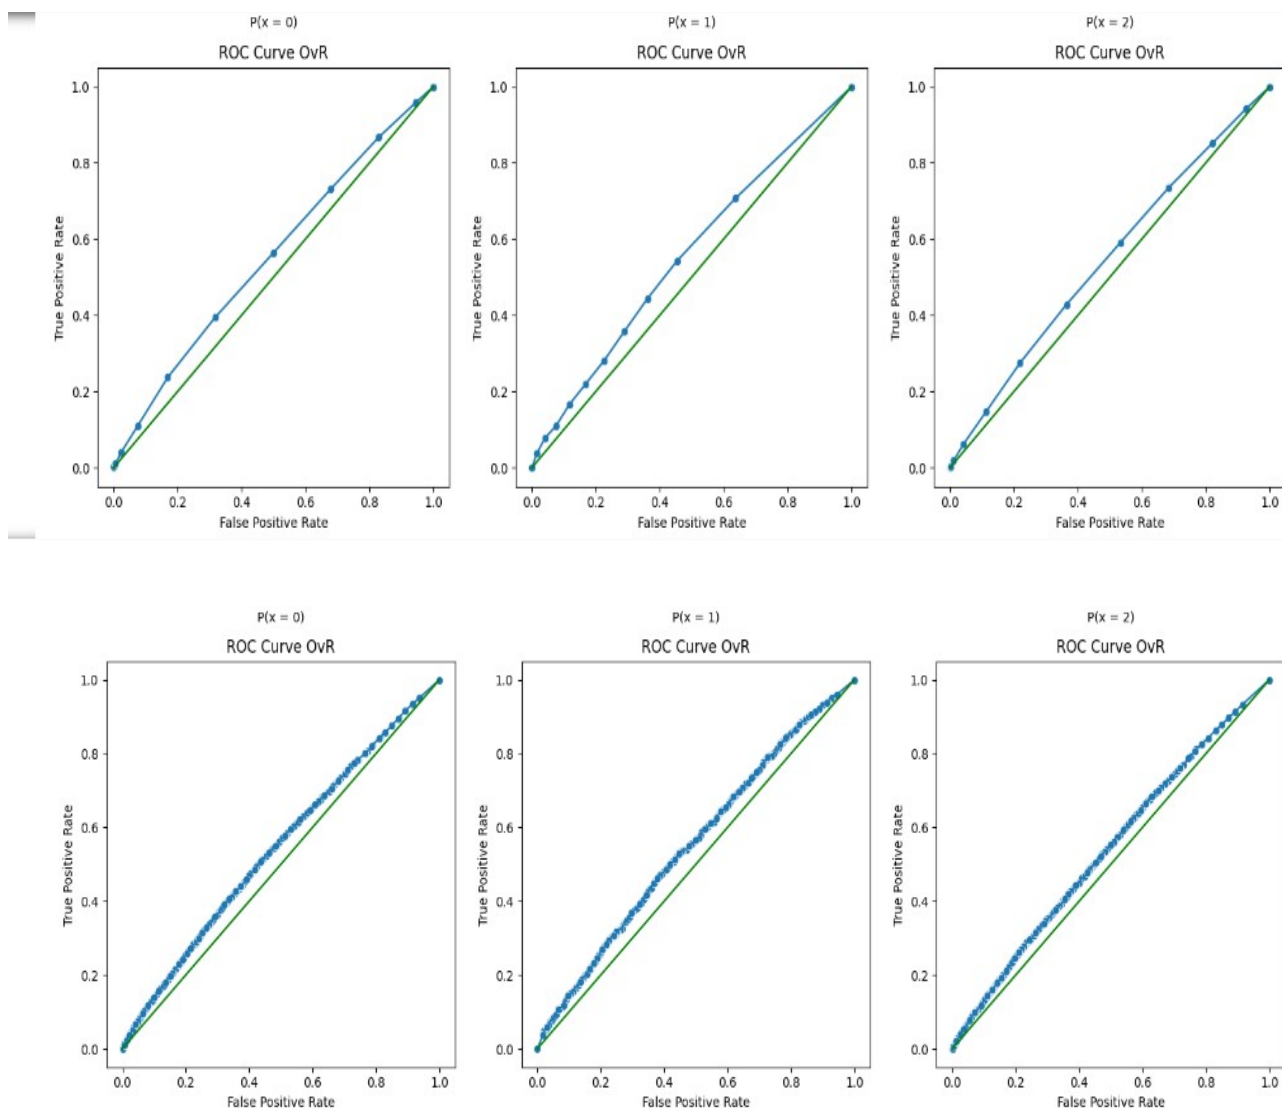 P(x = 0) P(x = 1) P(x = 2)
ROC Curve OvR ROC Curve OvR ROC Curve OvR
1.0 1.0 1.0
0.8 0.8 0.8
0.6 0.6 0.6
True Positive Rate True Positive Rate True Positive Rate
0.4 0.4 0.4
0.2 0.2 0.2
0.0 0.0 0.0
0.0 0.2 0.4 0.6 0.8 1.0 0.0 0.2 0.4 0.6 0.8 1.0 0.0 0.2 0.4 0.6 0.8 1.0
False Positive Rate False Positive Rate False Positive Rate
P(x = 0) P(x = 1) P(x = 2)
ROC Curve OvR ROC Curve OvR ROC Curve OvR
1.0 1.0 1.0
0.8 0.8 0.8
0.6 0.6 0.6
True Positive Rate True Positive Rate True Positive Rate
0.4 0.4 0.4
0.2 0.2 0.2
0.0 0.0 0.0
0.0 0.2 0.4 0.6 0.8 1.0 0.0 0.2 0.4 0.6 0.8 1.0 0.0 0.2 0.4 0.6 0.8 1.0
False Positive Rate False Positive Rate False Positive Rate